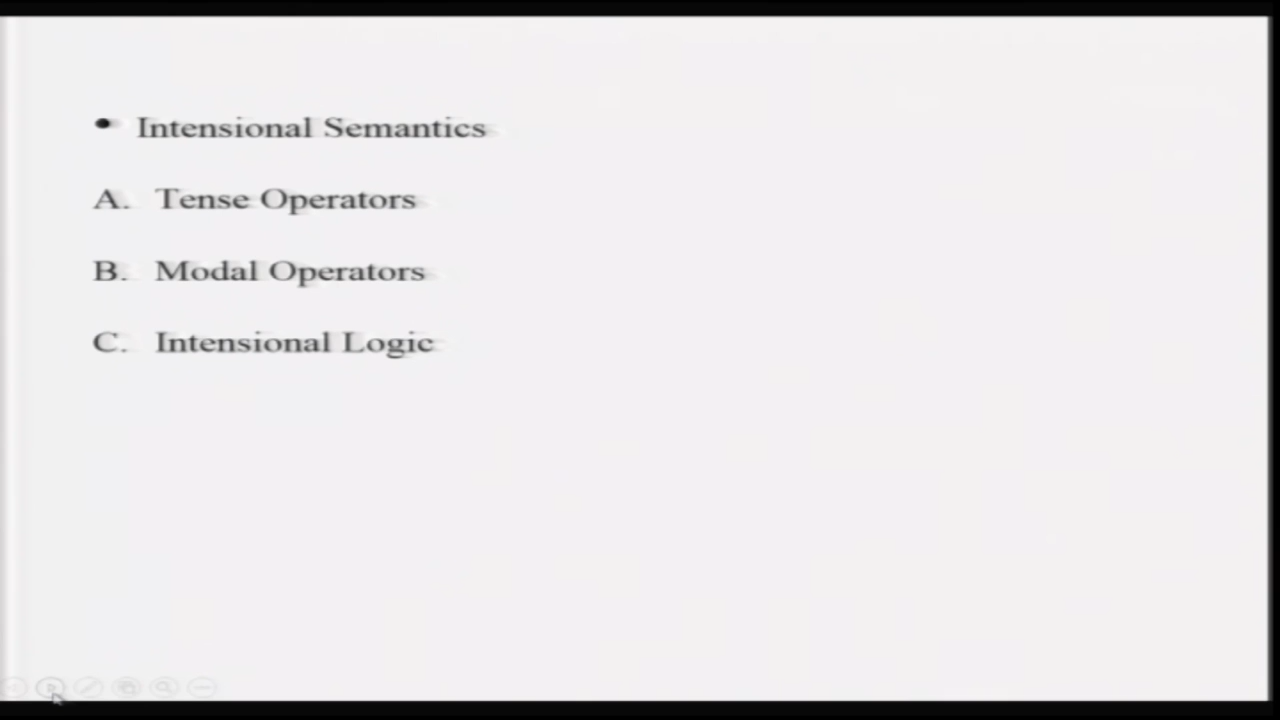 • Intensional Semantics
A. Tense Operators
B. Modal Operators
C. Intensional Logic